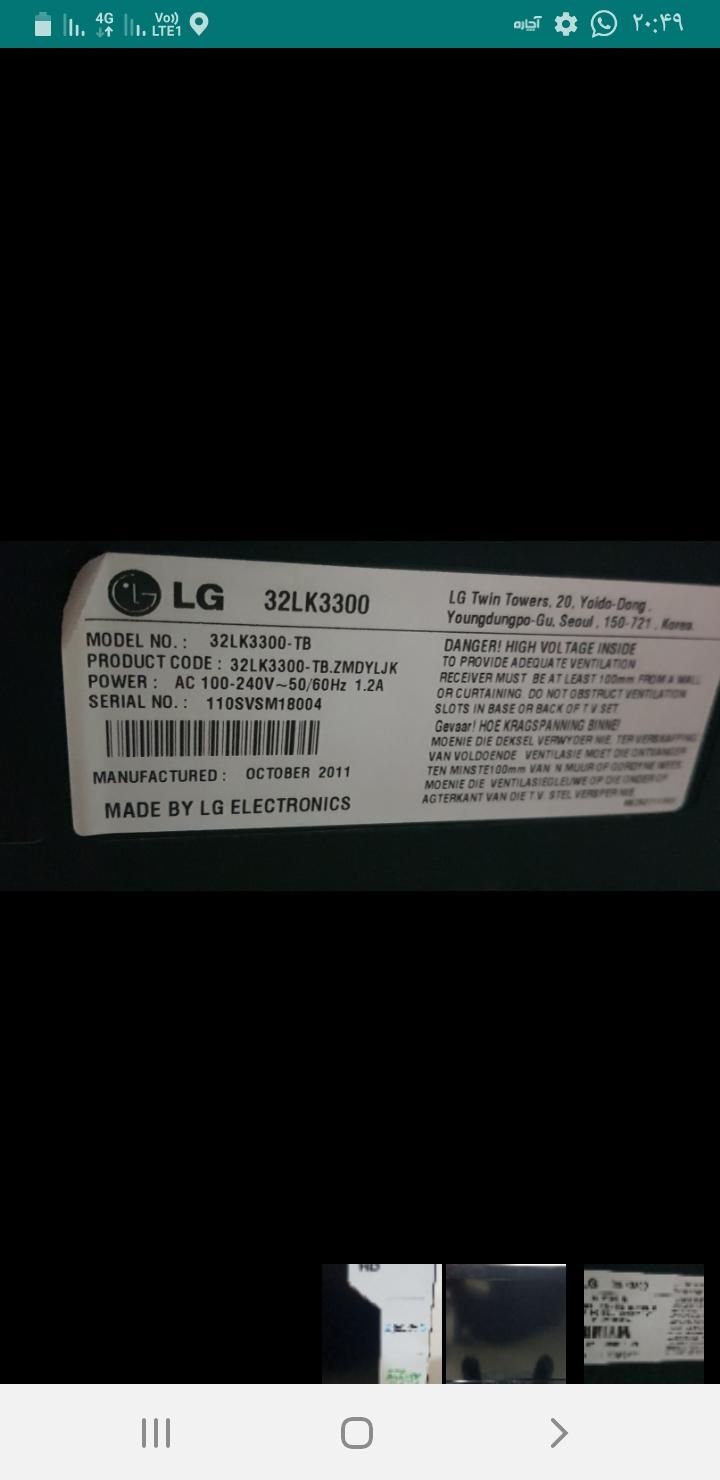 4G
Vo))
LTE1
آچاره
۲۰:۴۹
LG 32LK3300
MODEL NO. : 32LK3300-TB
PRODUCT CODE : 32LK3300-TB.ZMDYLJK
POWER : AC 100-240V~50/60Hz 1.2A
SERIAL NO. : 110SVSM18004
MANUFACTURED : OCTOBER 2011
MADE BY LG ELECTRONICS
LG Twin Towers, 20, Yoido-Dong,
Youngdungpo-Gu, Seoul, 150-721, Korea.
DANGER! HIGH VOLTAGE INSIDE
TO PROVIDE ADEQUATE VENTILATION
RECEIVER MUST BE AT LEAST 100mm FROM A WALL
OR CURTAINING DO NOT OBSTRUCT VENTILATION
SLOTS IN BASE OR BACK OF T V SET
Gevaar! HOE KRAGSPANNING BINNE!
MOENIE DIE DEKSEL VERWYDER NIE. TER VERSKAFFING
VAN VOLDOENDE VENTILASIE MOET DIE ONTVANGER
TEN MINSTE100mm VAN 'N MUUR OF GORDYNE WEES
MOENIE DIE VENTILASIEGLEUWE OP DIE ONDER OF
AGTERKANT VAN DIE T V. STEL VERSPER NIE.
HD